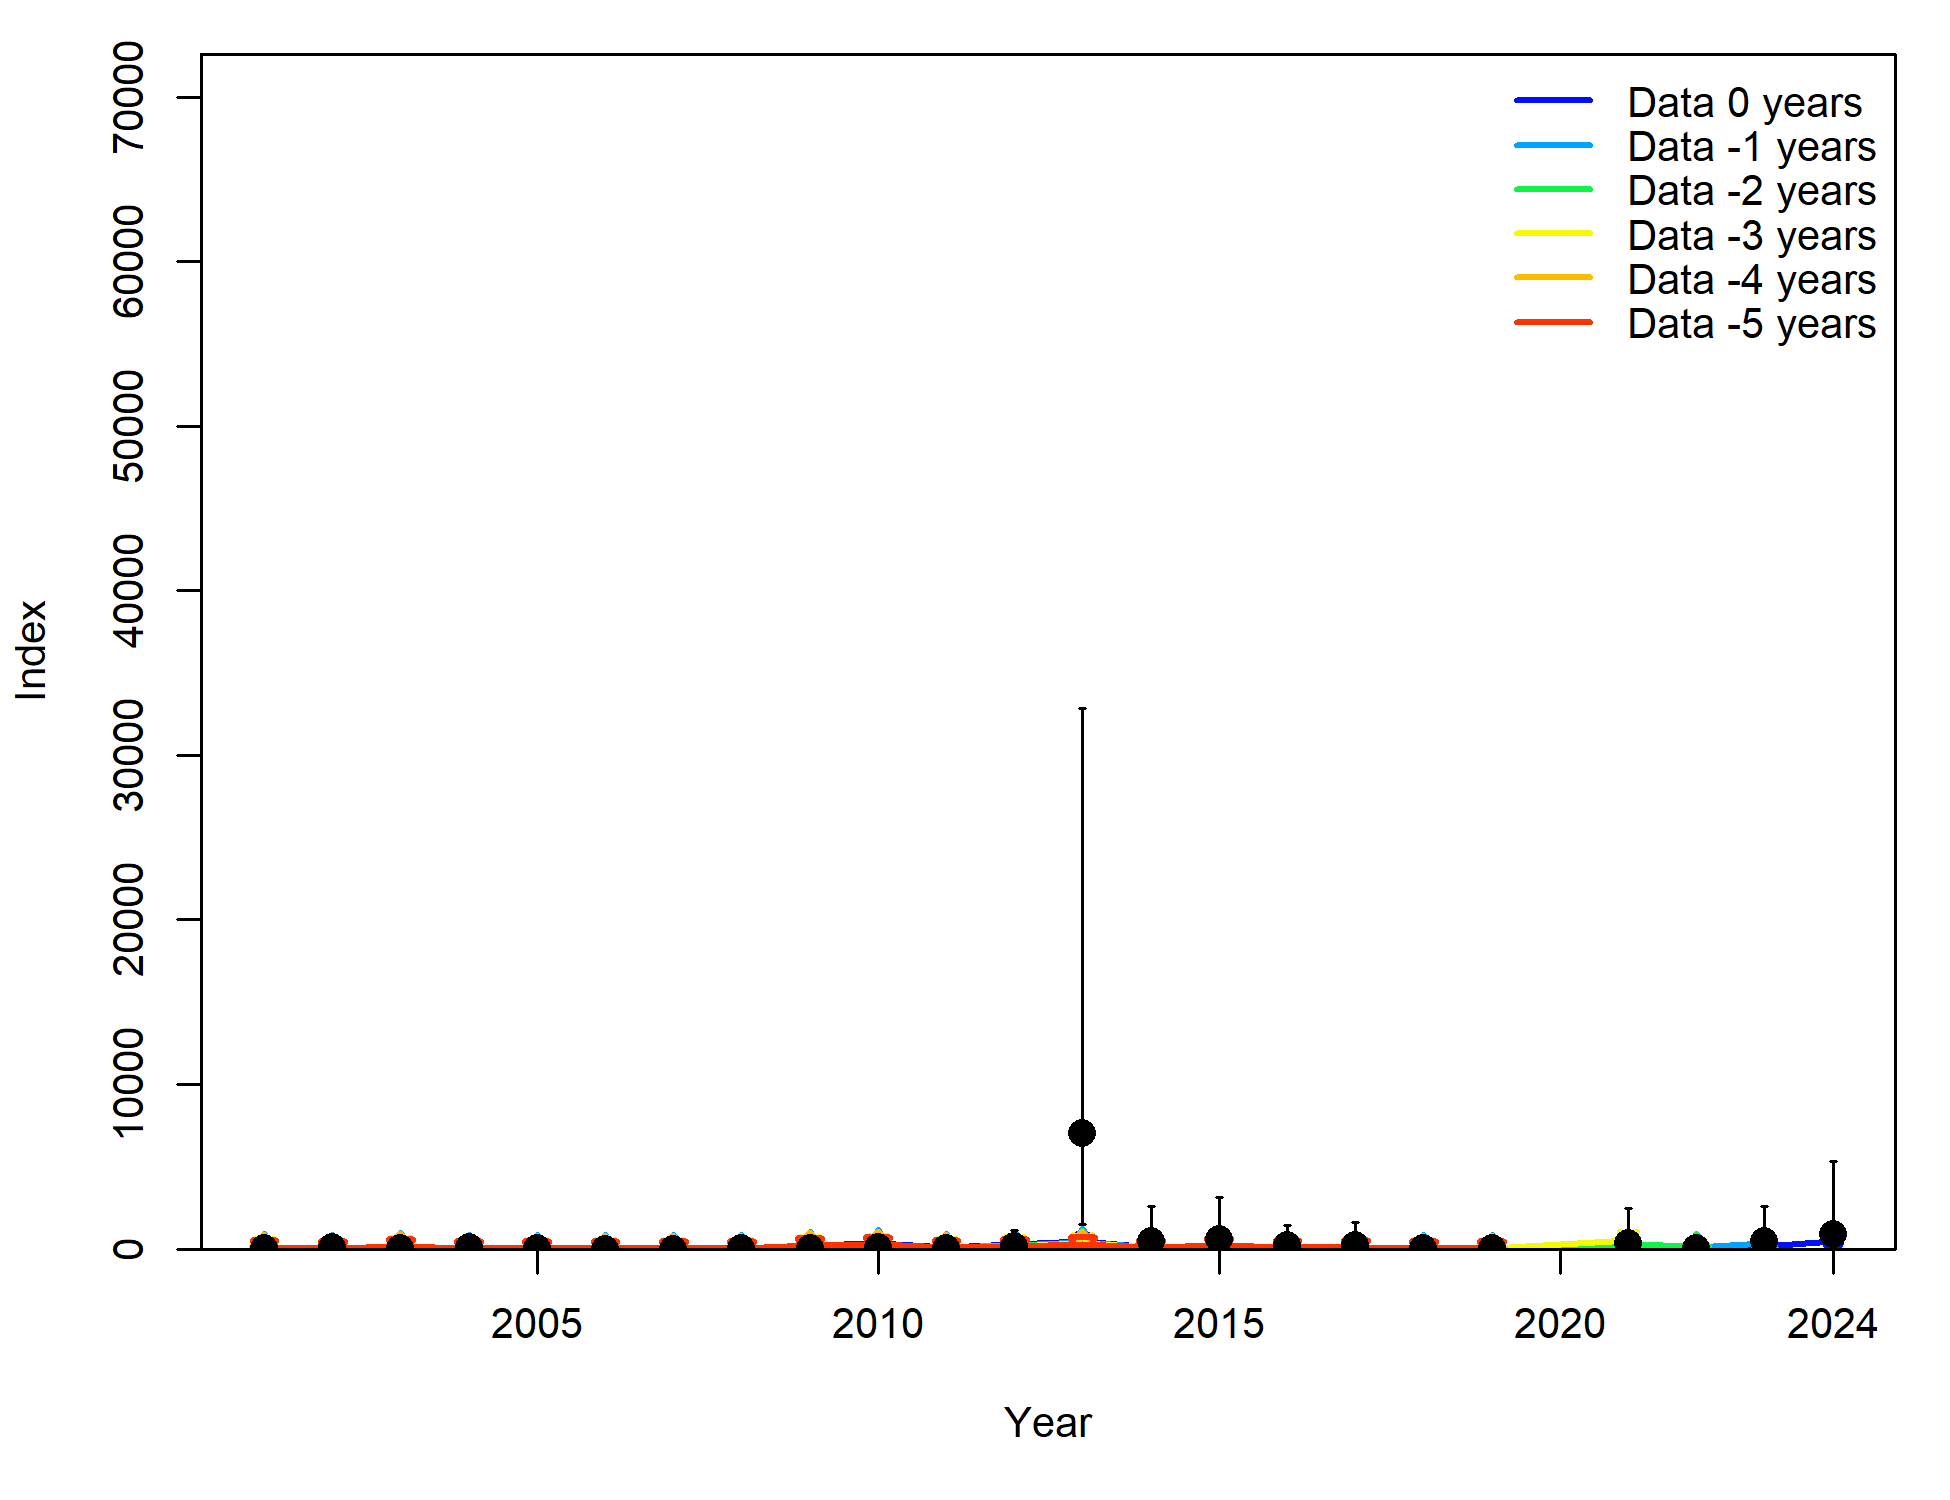 70000
60000
50000
40000
30000
20000
10000
0
Index
Data 0 years
Data -1 years
Data -2 years
Data -3 years
Data -4 years
Data -5 years
2005
2010
2015
2020
2024
Year